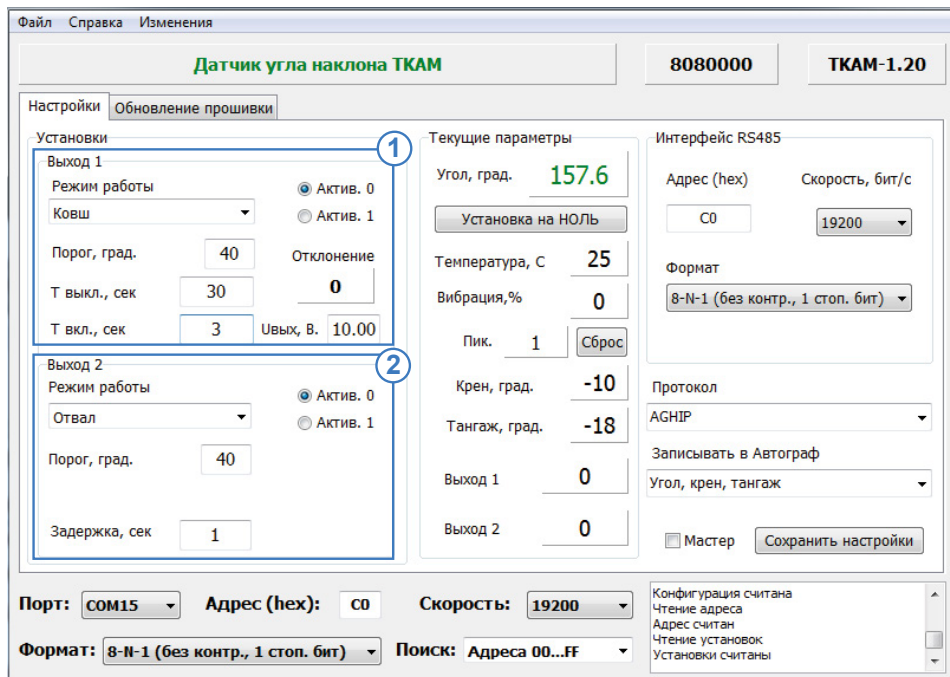 Файл Справка Изменения
Датчик угла наклона ТКАМ 8080000 TKAM-1.20
Настройки Обновление прошивки
Установки
1
Выход 1
Режим работы
Актив. 0
Ковш
Актив. 1
Порог, град. 40
Отклонение
0
Т выкл., сек 30
Т вкл., сек 3 Uвых, В. 10.00
2
Выход 2
Режим работы
Актив. 0
Отвал
Актив. 1
Порог, град. 40
Задержка, сек 1
Текущие параметры
Угол, град. 157.6
Установка на НОЛЬ
Температура, С 25
Вибрация,% 0
Пик. 1 Сброс
Крен, град. -10
Тангаж, град. -18
Выход 1 0
Выход 2 0
Интерфейс RS485
Адрес (hex) Скорость, бит/с
C0 19200
Формат
8-N-1 (без контр., 1 стоп. бит)
Протокол
AGHIP
Записывать в Автограф
Угол, крен, тангаж
Мастер Сохранить настройки
Порт: COM15 Адрес (hex): C0 Скорость: 19200
Формат: 8-N-1 (без контр., 1 стоп. бит) Поиск: Адреса 00...FF
Конфигурация считана
Чтение адреса
Адрес считан
Чтение установок
Установки считаны